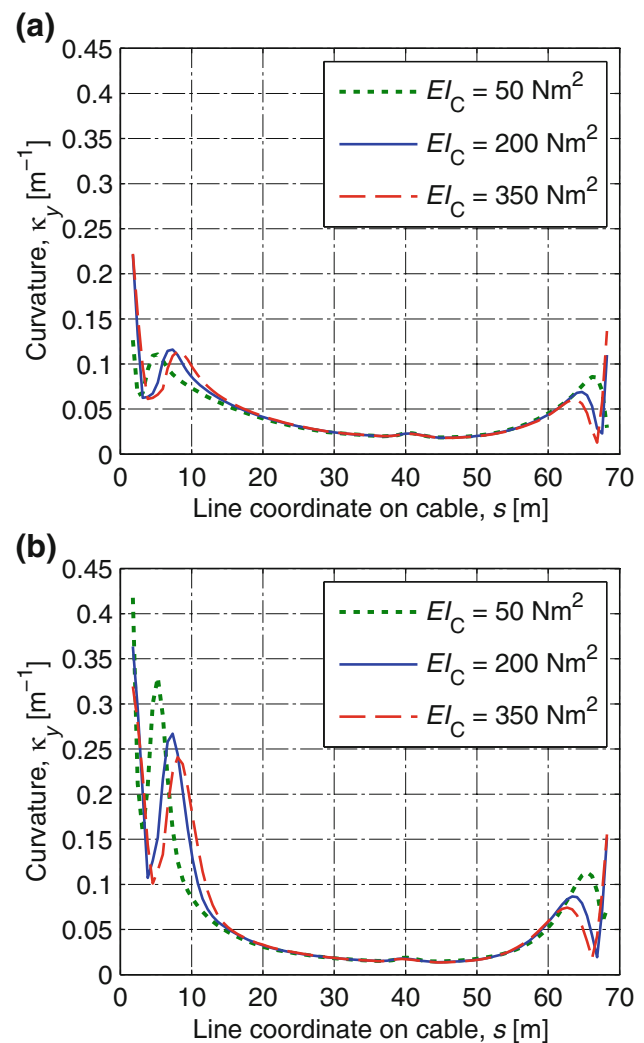 (a)
0.45
0.4
0.35
0.3
0.25
0.2
0.15
0.1
0.05
0
Curvature, κy [m−1]
EIC = 50 Nm2
EIC = 200 Nm2
EIC = 350 Nm2
0 10 20 30 40 50 60 70
Line coordinate on cable, s [m]
(b)
0.45
0.4
0.35
0.3
0.25
0.2
0.15
0.1
0.05
0
Curvature, κy [m−1]
EIC = 50 Nm2
EIC = 200 Nm2
EIC = 350 Nm2
0 10 20 30 40 50 60 70
Line coordinate on cable, s [m]